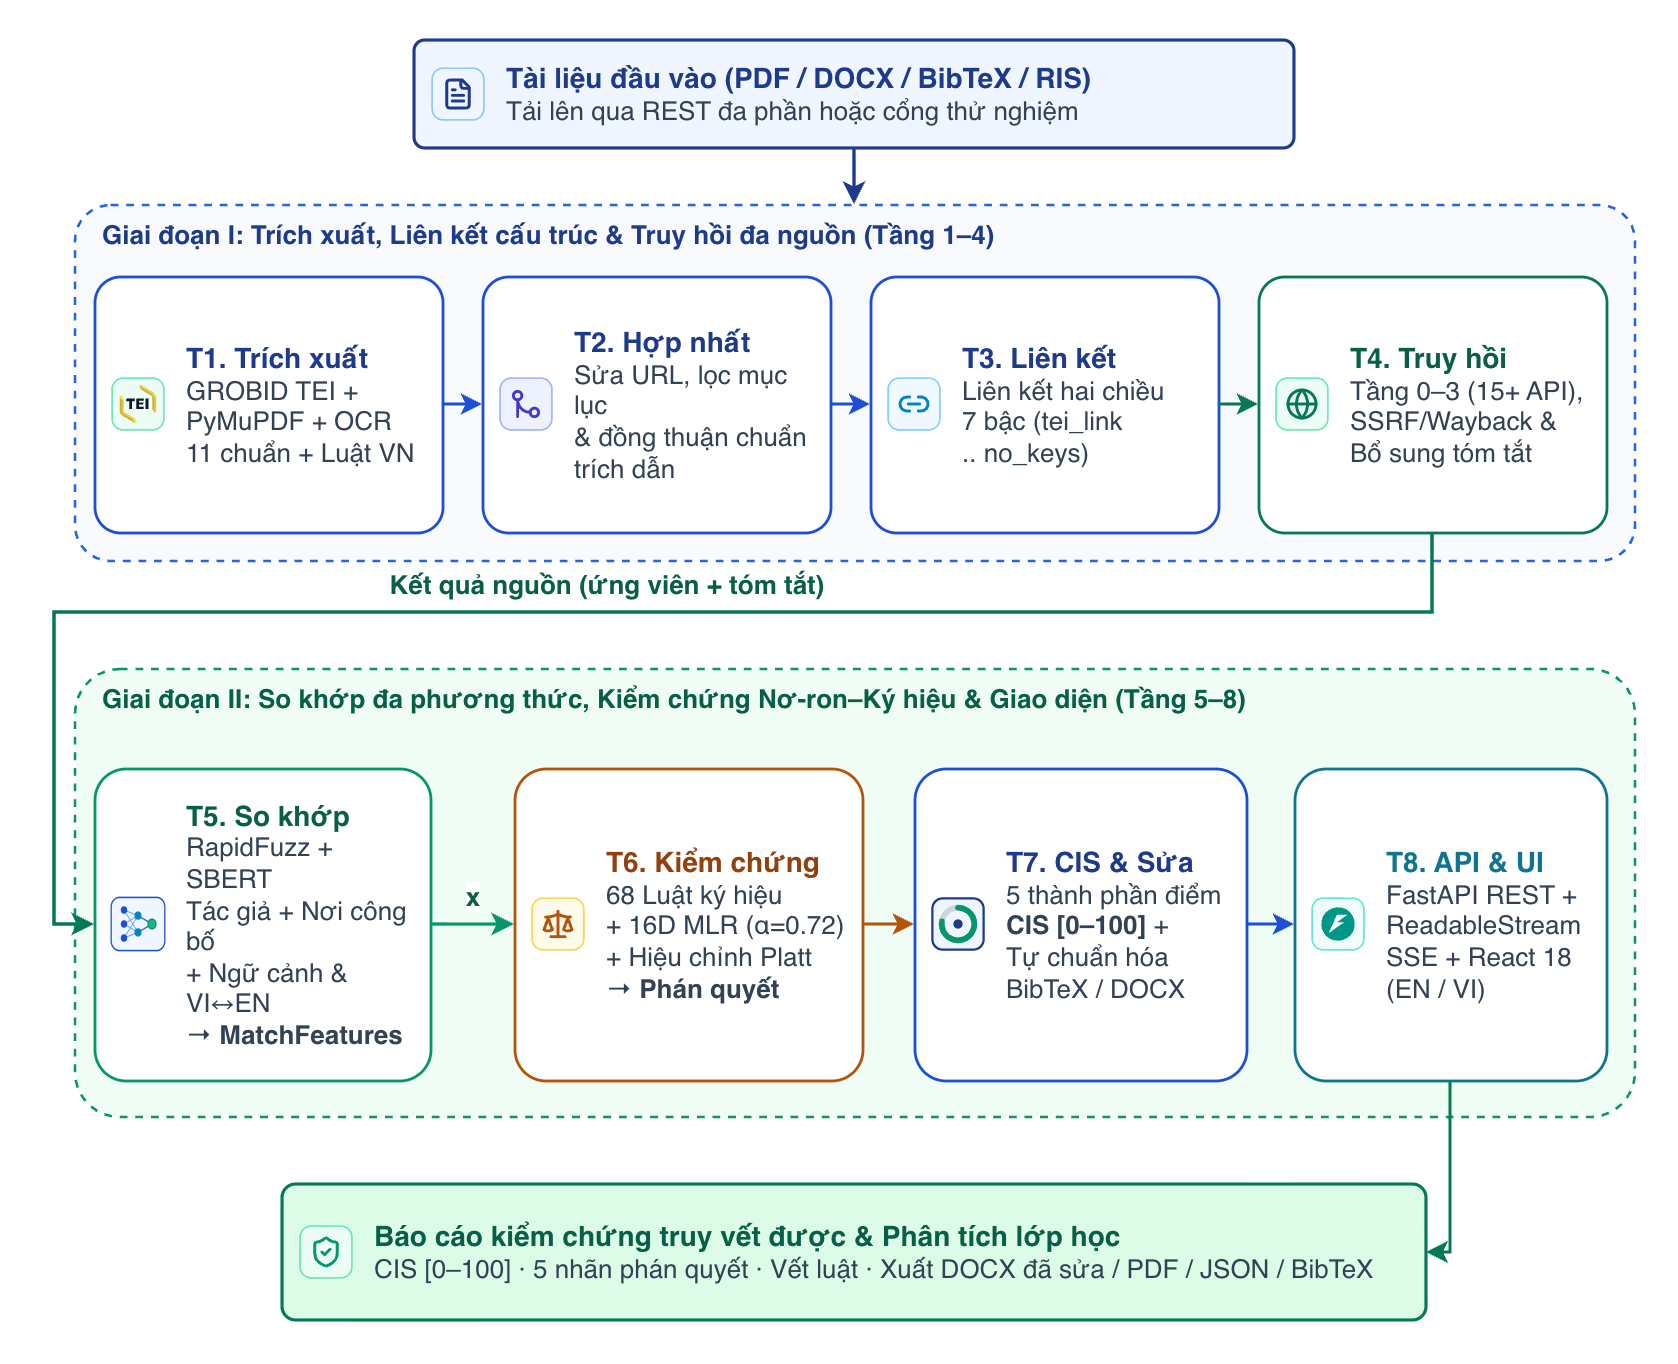 Tài liệu đầu vào (PDF / DOCX / BibTeX / RIS)
Tải lên qua REST đa phần hoặc cổng thử nghiệm
Giai đoạn I: Trích xuất, Liên kết cấu trúc & Truy hồi đa nguồn (Tầng 1–4)
T1. Trích xuất
TEI
GROBID TEI +
PyMuPDF + OCR
11 chuẩn + Luật VN
T2. Hợp nhất
Sửa URL, lọc mục
lục
& đồng thuận chuẩn
trích dẫn
T3. Liên kết
Liên kết hai chiều
7 bậc (tei_link
.. no_keys)
T4. Truy hồi
Tầng 0–3 (15+ API),
SSRF/Wayback &
Bổ sung tóm tắt
Kết quả nguồn (ứng viên + tóm tắt)
Giai đoạn II: So khớp đa phương thức, Kiểm chứng Nơ-ron–Ký hiệu & Giao diện (Tầng 5–8)
T5. So khớp
RapidFuzz +
SBERT
Tác giả + Nơi công
bố
+ Ngữ cảnh &
VI↔EN
→ MatchFeatures
x
T6. Kiểm chứng
68 Luật ký hiệu
+ 16D MLR (α=0.72)
+ Hiệu chỉnh Platt
→ Phán quyết
T7. CIS & Sửa
5 thành phần điểm
CIS [0–100] +
Tự chuẩn hóa
BibTeX / DOCX
T8. API & UI
FastAPI REST +
ReadableStream
SSE + React 18
(EN / VI)
Báo cáo kiểm chứng truy vết được & Phân tích lớp học
CIS [0–100] · 5 nhãn phán quyết · Vết luật · Xuất DOCX đã sửa / PDF / JSON / BibTeX